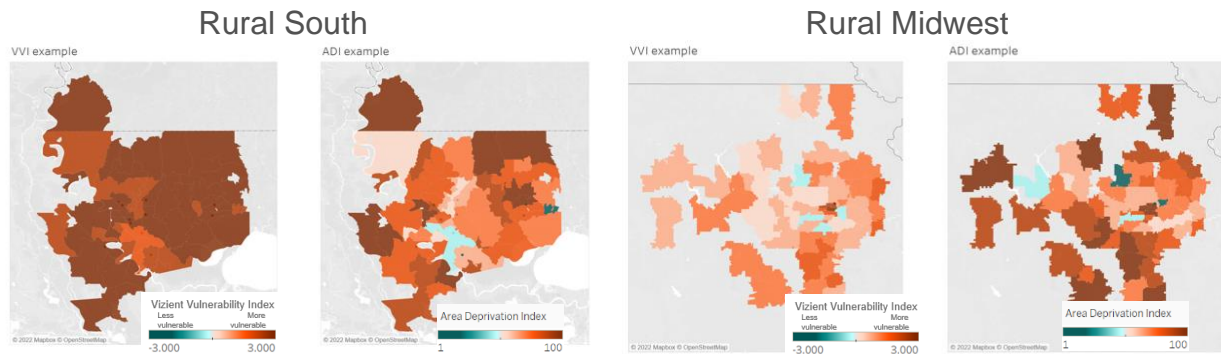 Rural South
Rural Midwest
VVI example
ADI example
VVI example
ADI example
Vizient Vulnerability Index
Less vulnerable
More vulnerable
-3.000
3.000
© 2022 Mapbox © OpenStreetMap
Area Deprivation Index
1
100
© 2022 Mapbox © OpenStreetMap
Vizient Vulnerability Index
Less vulnerable
More vulnerable
-3.000
3.000
© 2022 Mapbox © OpenStreetMap
Area Deprivation Index
1
100
© 2022 Mapbox © OpenStreetMap